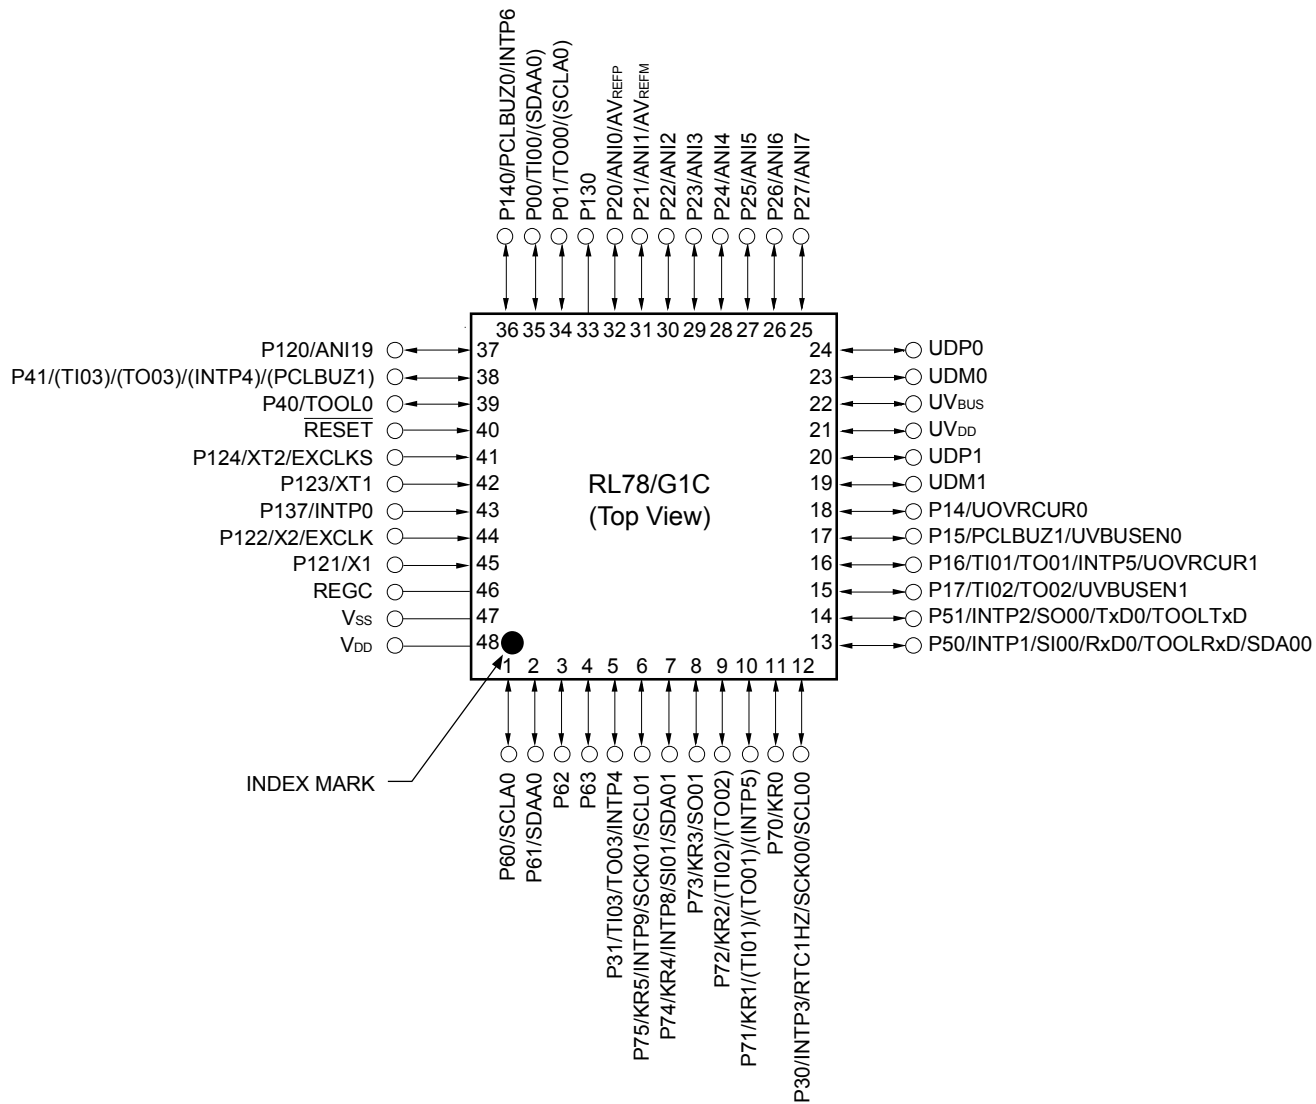 P140/PCLBUZ0/INTP6
P00/TI00/(SDAA0)
P01/TO00/(SCLA0)
P130
P20/ANI0/AVREFP
P21/ANI1/AVREFM
P22/ANI2
P23/ANI3
P24/ANI4
P25/ANI5
P26/ANI6
P27/ANI7
36 35 34 33 32 31 30 29 28 27 26 25
P120/ANI19 37
P41/(TI03)/(TO03)/(INTP4)/(PCLBUZ1) 38
P40/TOOL0 39
RESET 40
P124/XT2/EXCLKS 41
P123/XT1 42
P137/INTP0 43
P122/X2/EXCLK 44
P121/X1 45
REGC 46
VSS 47
VDD 48
RL78/G1C
(Top View)
24 UDP0
23 UDM0
22 UVBUS
21 UVDD
20 UDP1
19 UDM1
18 P14/UOVRCUR0
17 P15/PCLBUZ1/UVBUSEN0
16 P16/TI01/TO01/INTP5/UOVRCUR1
15 P17/TI02/TO02/UVBUSEN1
14 P51/INTP2/SO00/TxD0/TOOLTxD
13 P50/INTP1/SI00/RxD0/TOOLRxD/SDA00
1 2 3 4 5 6 7 8 9 10 11 12
INDEX MARK
P60/SCLA0
P61/SDAA0
P62
P63
P31/TI03/TO03/INTP4
P75/KR5/INTP9/SCK01/SCL01
P74/KR4/INTP8/SI01/SDA01
P73/KR3/SO01
P72/KR2/(TI02)/(TO02)
P71/KR1/(TI01)/(TO01)/(INTP5)
P70/KR0
P30/INTP3/RTC1HZ/SCK00/SCL00